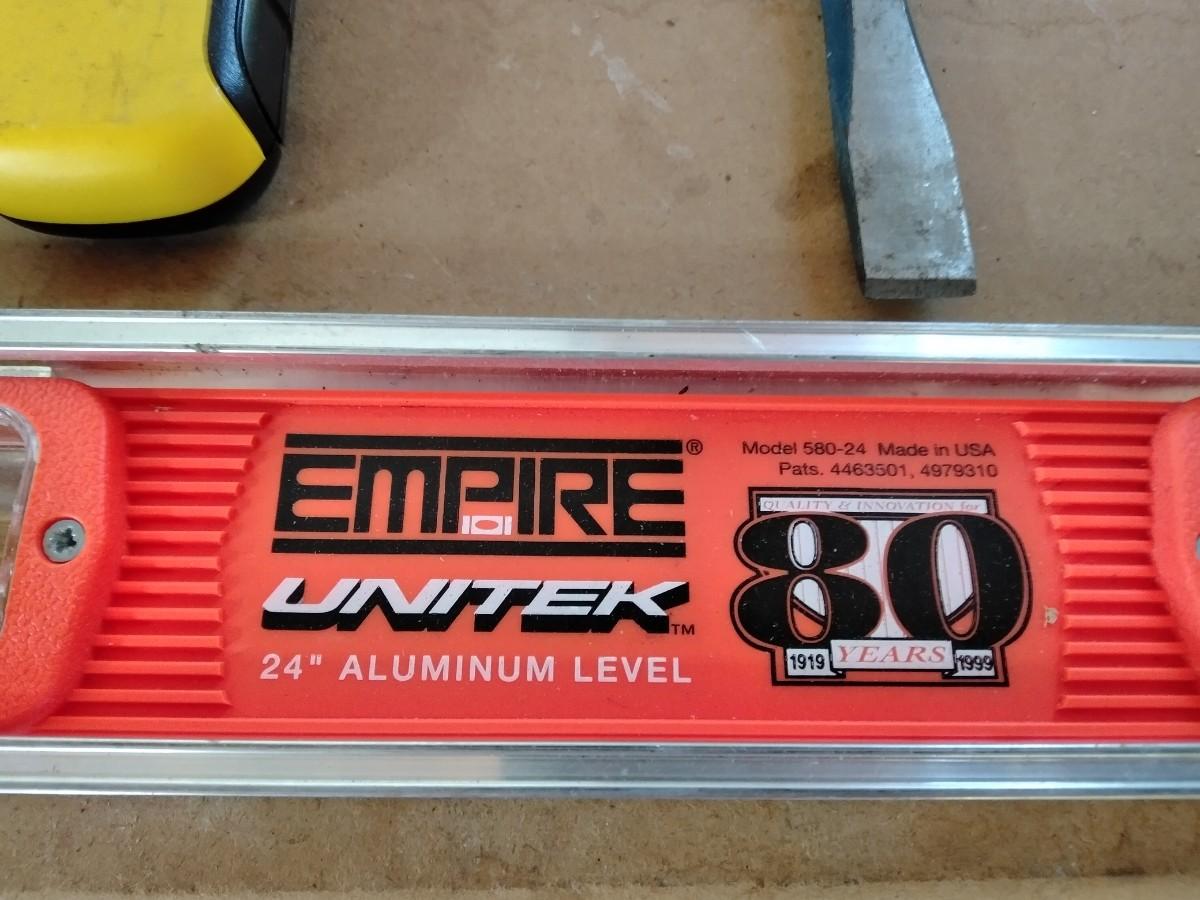 EMPIRE®
UNITEK™
24" ALUMINUM LEVEL
Model 580-24 Made in USA
Pats. 4463501, 4979310
QUALITY & INNOVATION for
80
YEARS
1919 1999